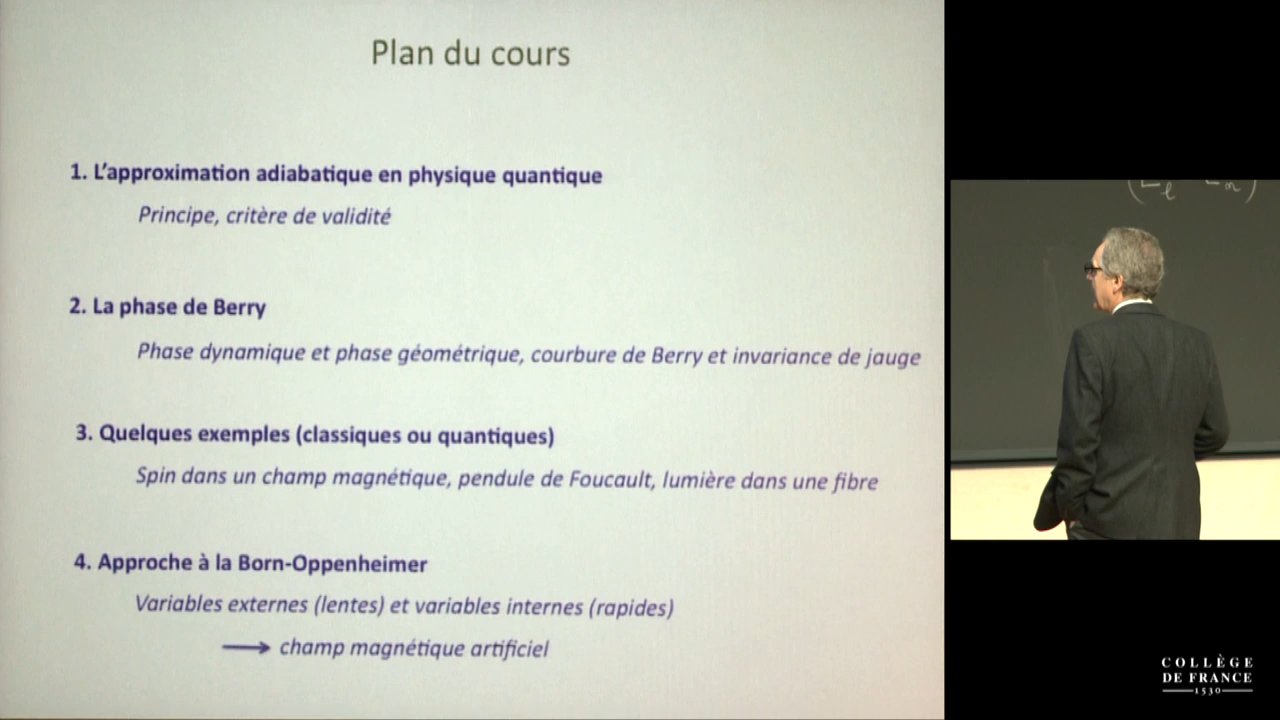 Plan du cours
1. L'approximation adiabatique en physique quantique
Principe, critère de validité
2. La phase de Berry
Phase dynamique et phase géométrique, courbure de Berry et invariance de jauge
3. Quelques exemples (classiques ou quantiques)
Spin dans un champ magnétique, pendule de Foucault, lumière dans une fibre
4. Approche à la Born-Oppenheimer
Variables externes (lentes) et variables internes (rapides)
⟶ champ magnétique artificiel
COLLÈGE
DE FRANCE
1530